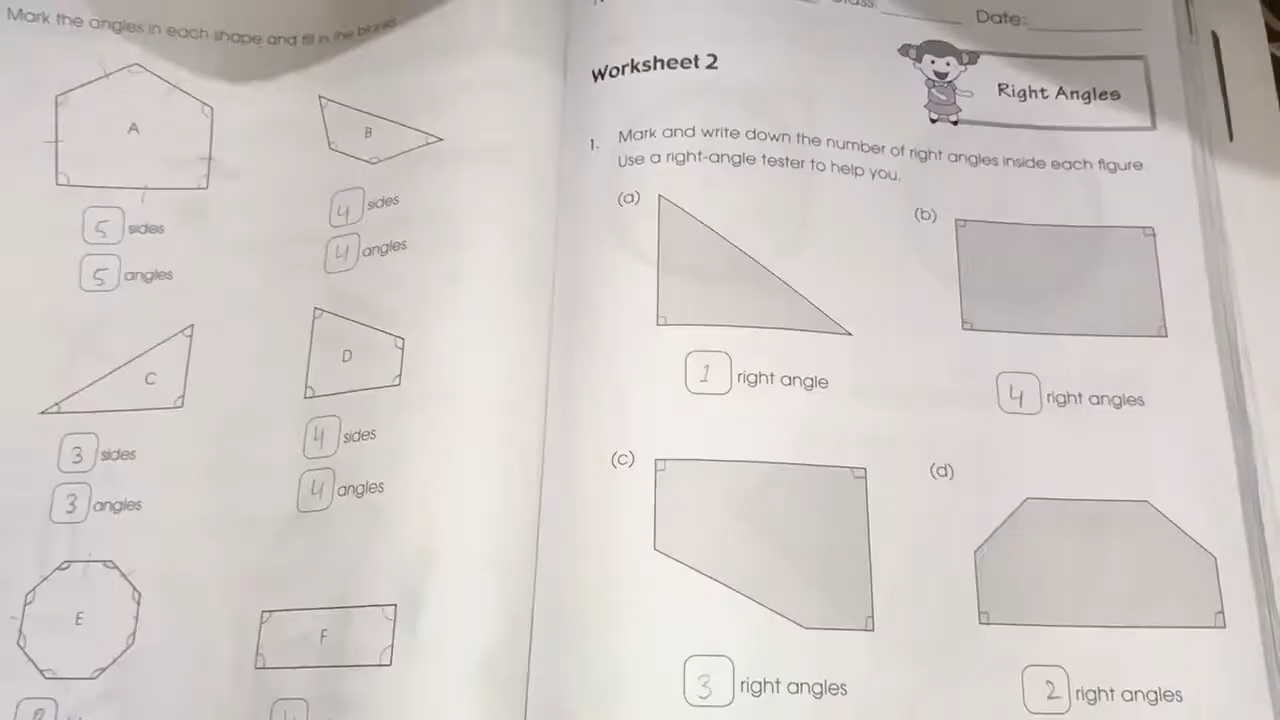 Mark the angles in each shape and fill in the blanks.
A
5 sides
5 angles
B
4 sides
4 angles
C
3 sides
3 angles
D
4 sides
4 angles
E
F
Date:
Worksheet 2
Right Angles
1. Mark and write down the number of right angles inside each figure.
Use a right-angle tester to help you.
(a)
1 right angle
(b)
4 right angles
(c)
3 right angles
(d)
2 right angles